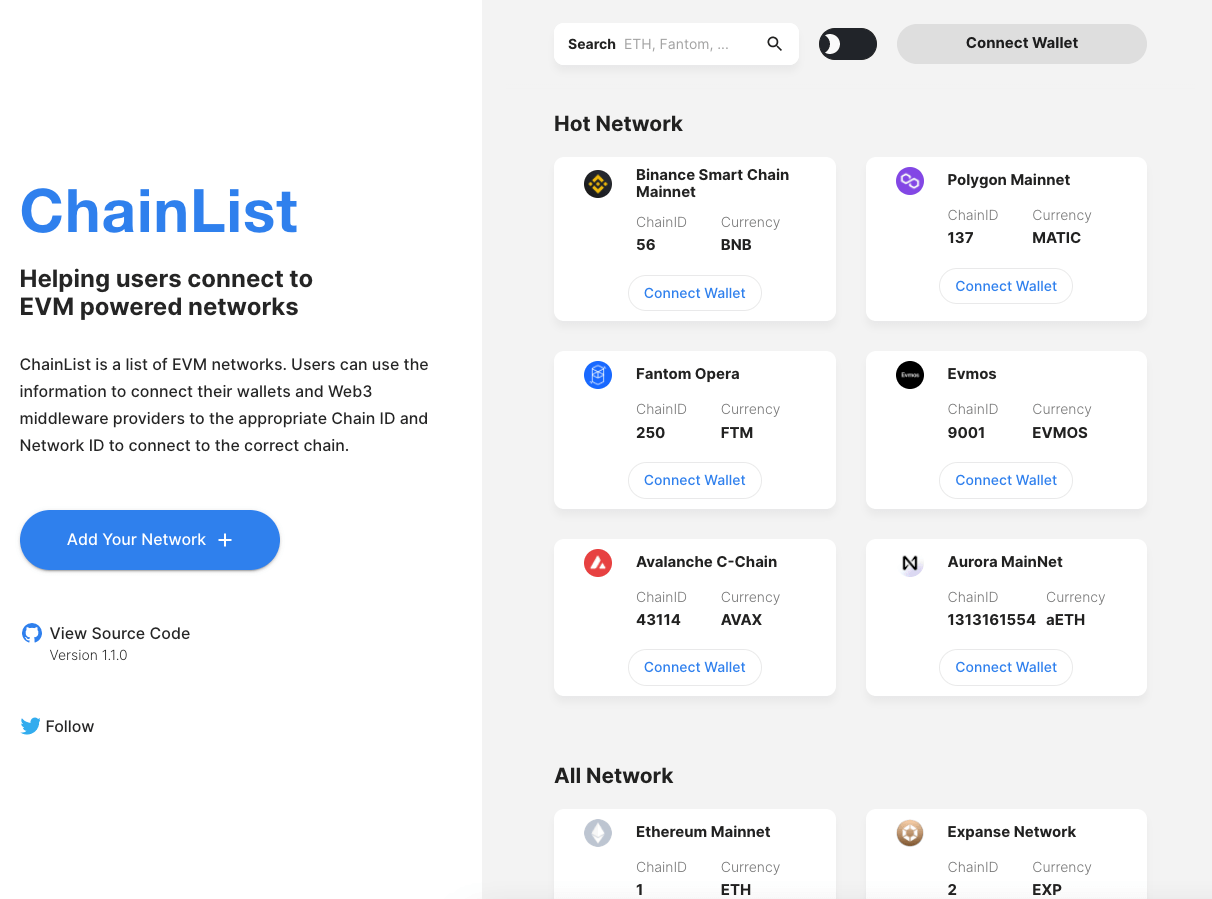 ChainList
Helping users connect to
EVM powered networks
ChainList is a list of EVM networks. Users can use the
information to connect their wallets and Web3
middleware providers to the appropriate Chain ID and
Network ID to connect to the correct chain.
Add Your Network +
View Source Code
Version 1.1.0
Follow
Search ETH, Fantom, ...
Connect Wallet
Hot Network
Binance Smart Chain
Mainnet
ChainID Currency
56 BNB
Connect Wallet
Polygon Mainnet
ChainID Currency
137 MATIC
Connect Wallet
Fantom Opera
ChainID Currency
250 FTM
Connect Wallet
Evmos
Evmos
ChainID Currency
9001 EVMOS
Connect Wallet
Avalanche C-Chain
ChainID Currency
43114 AVAX
Connect Wallet
Aurora MainNet
ChainID Currency
1313161554 aETH
Connect Wallet
All Network
Ethereum Mainnet
ChainID Currency
1 ETH
Expanse Network
ChainID Currency
2 EXP